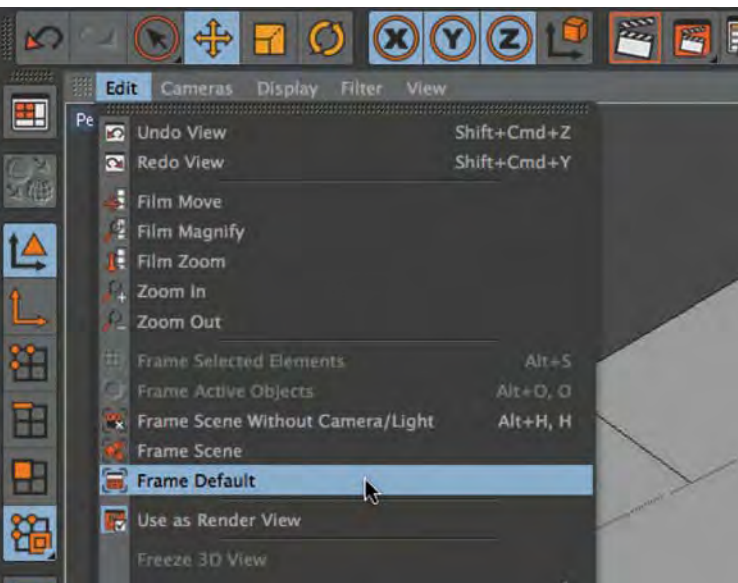 X Y Z
Edit Cameras Display Filter View
Pe
Undo View Shift+Cmd+Z
Redo View Shift+Cmd+Y
Film Move
Film Magnify
Film Zoom
Zoom In
Zoom Out
Frame Selected Elements Alt+S
Frame Active Objects Alt+O, O
Frame Scene Without Camera/Light Alt+H, H
Frame Scene
Frame Default
Use as Render View
Freeze 3D View